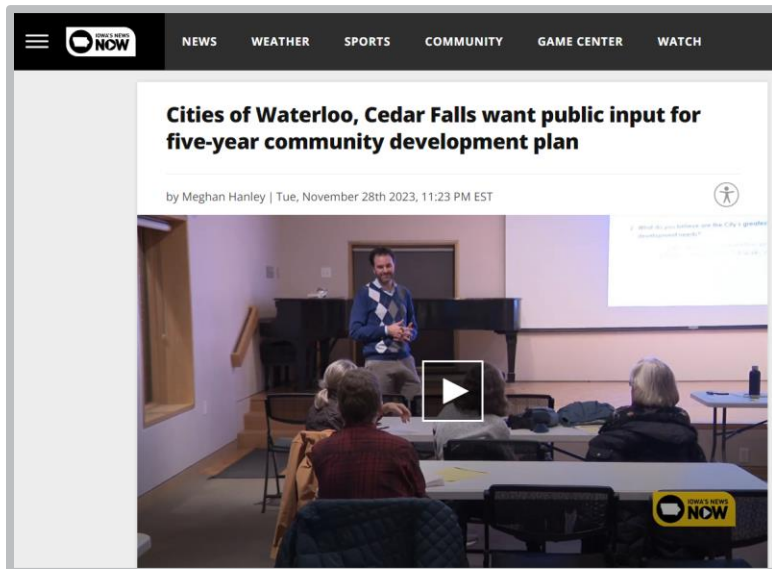 IOWA'S NEWS
NOW
NEWS WEATHER SPORTS COMMUNITY GAME CENTER WATCH
Cities of Waterloo, Cedar Falls want public input for
five-year community development plan
by Meghan Hanley | Tue, November 28th 2023, 11:23 PM EST
2. What do you believe are the City's greatest
development needs?
IOWA'S NEWS
NOW